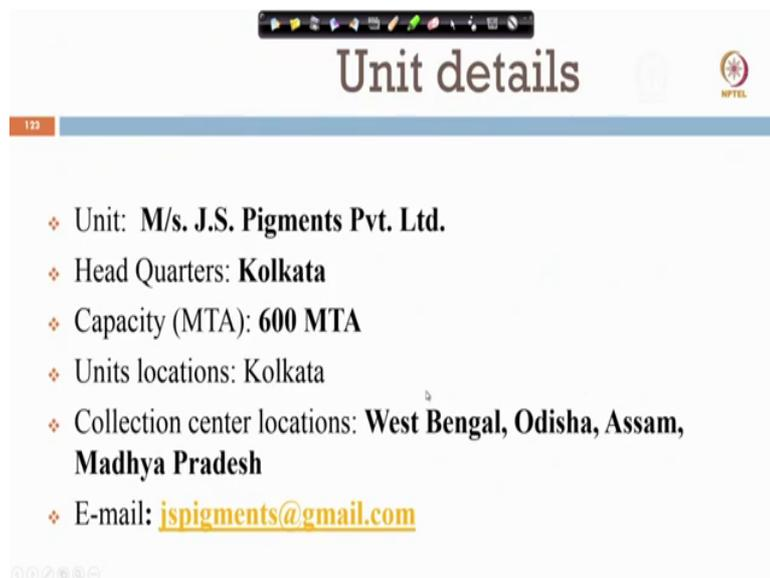 Unit details
NPTEL
123
Unit: M/s. J.S. Pigments Pvt. Ltd.
Head Quarters: Kolkata
Capacity (MTA): 600 MTA
Units locations: Kolkata
Collection center locations: West Bengal, Odisha, Assam,
Madhya Pradesh
E-mail: jspigments@gmail.com